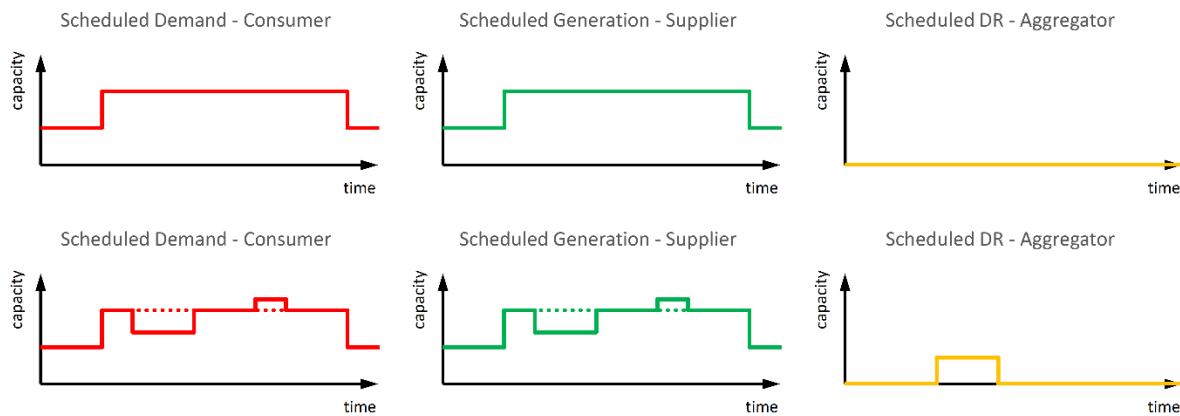 Scheduled Demand - Consumer
Scheduled Generation - Supplier
Scheduled DR - Aggregator
capacity
capacity
capacity
time
time
time
Scheduled Demand - Consumer
Scheduled Generation - Supplier
Scheduled DR - Aggregator
capacity
capacity
capacity
time
time
time